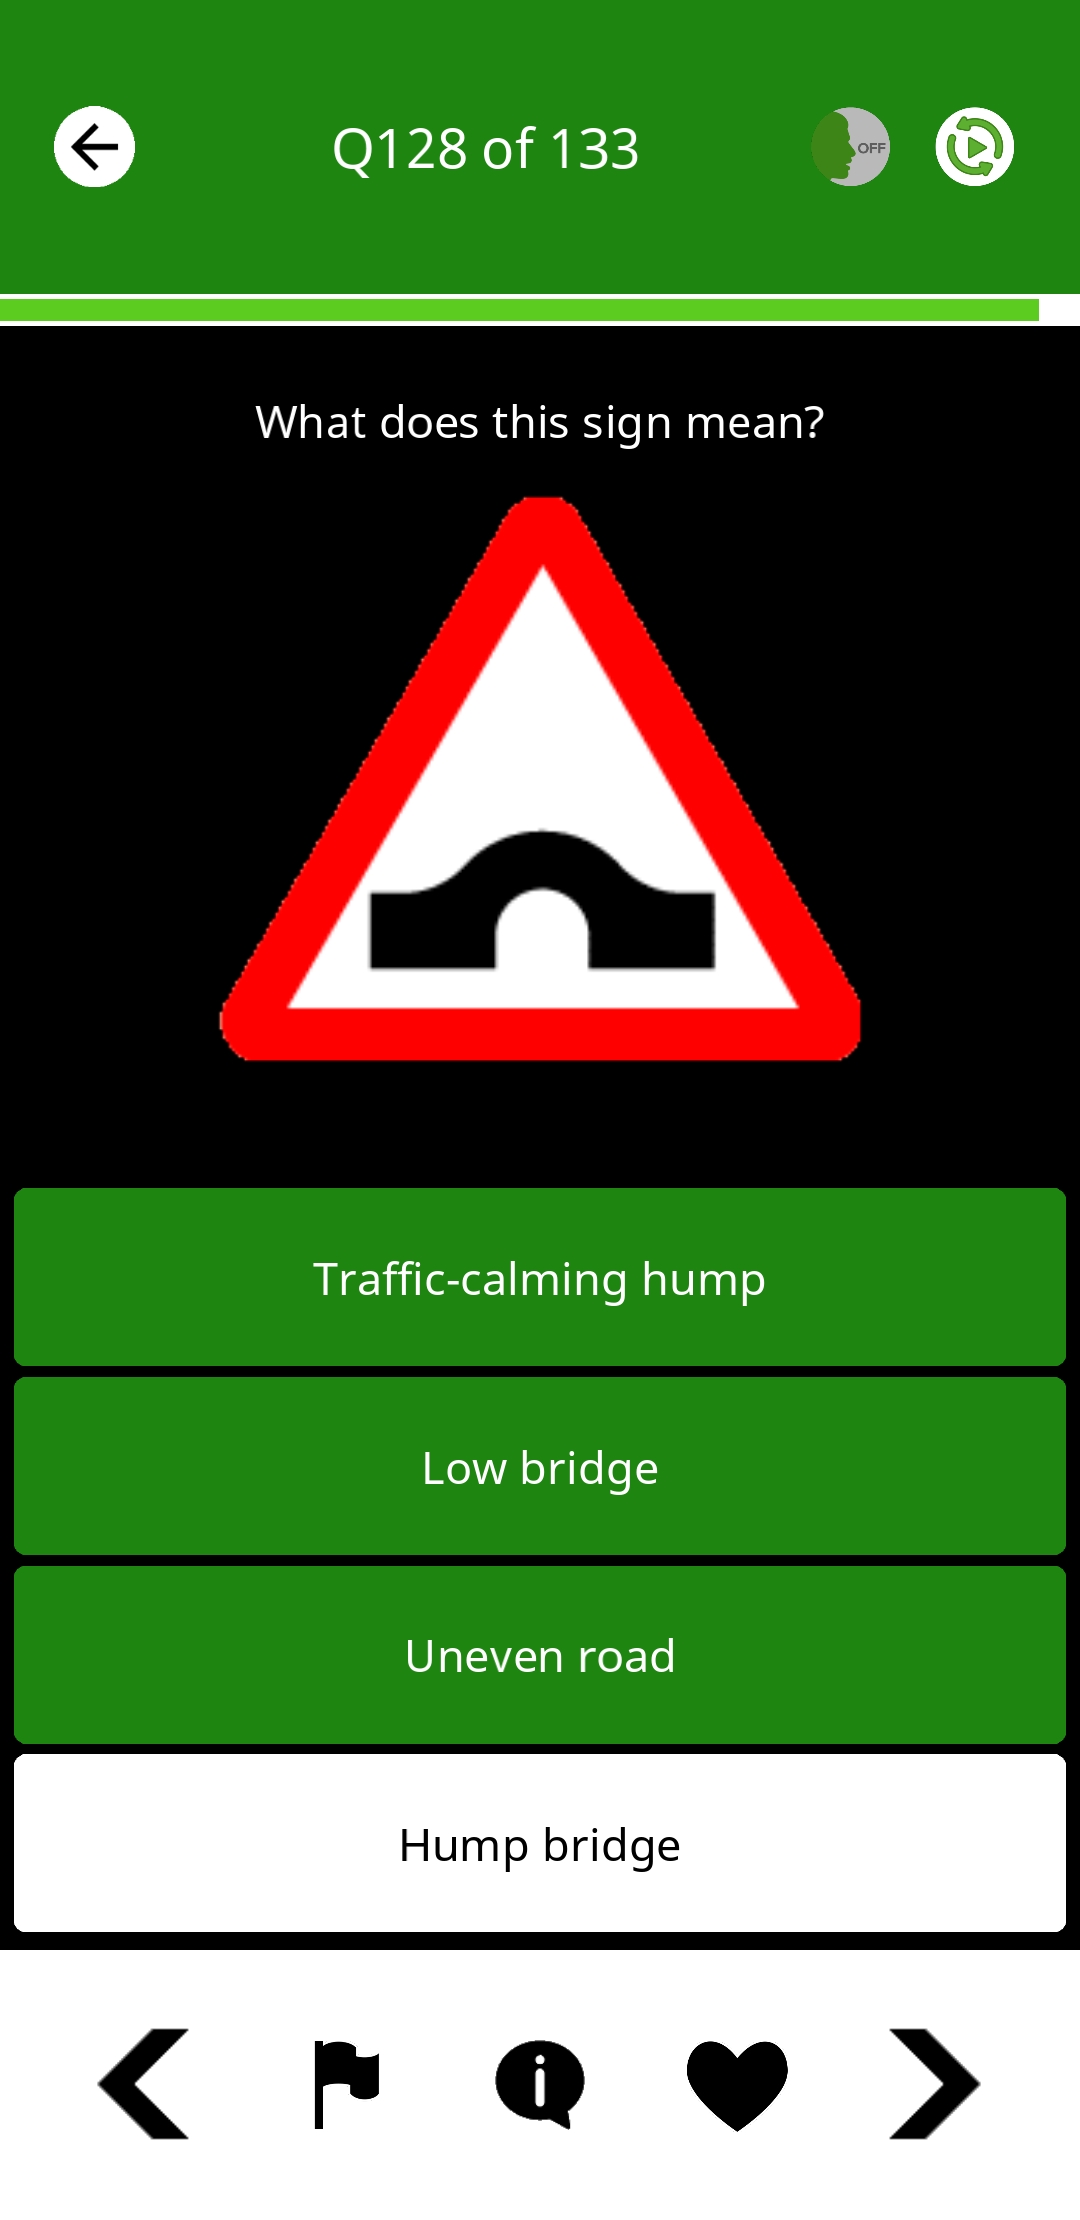 Q128 of 133
OFF
What does this sign mean?
Traffic-calming hump
Low bridge
Uneven road
Hump bridge